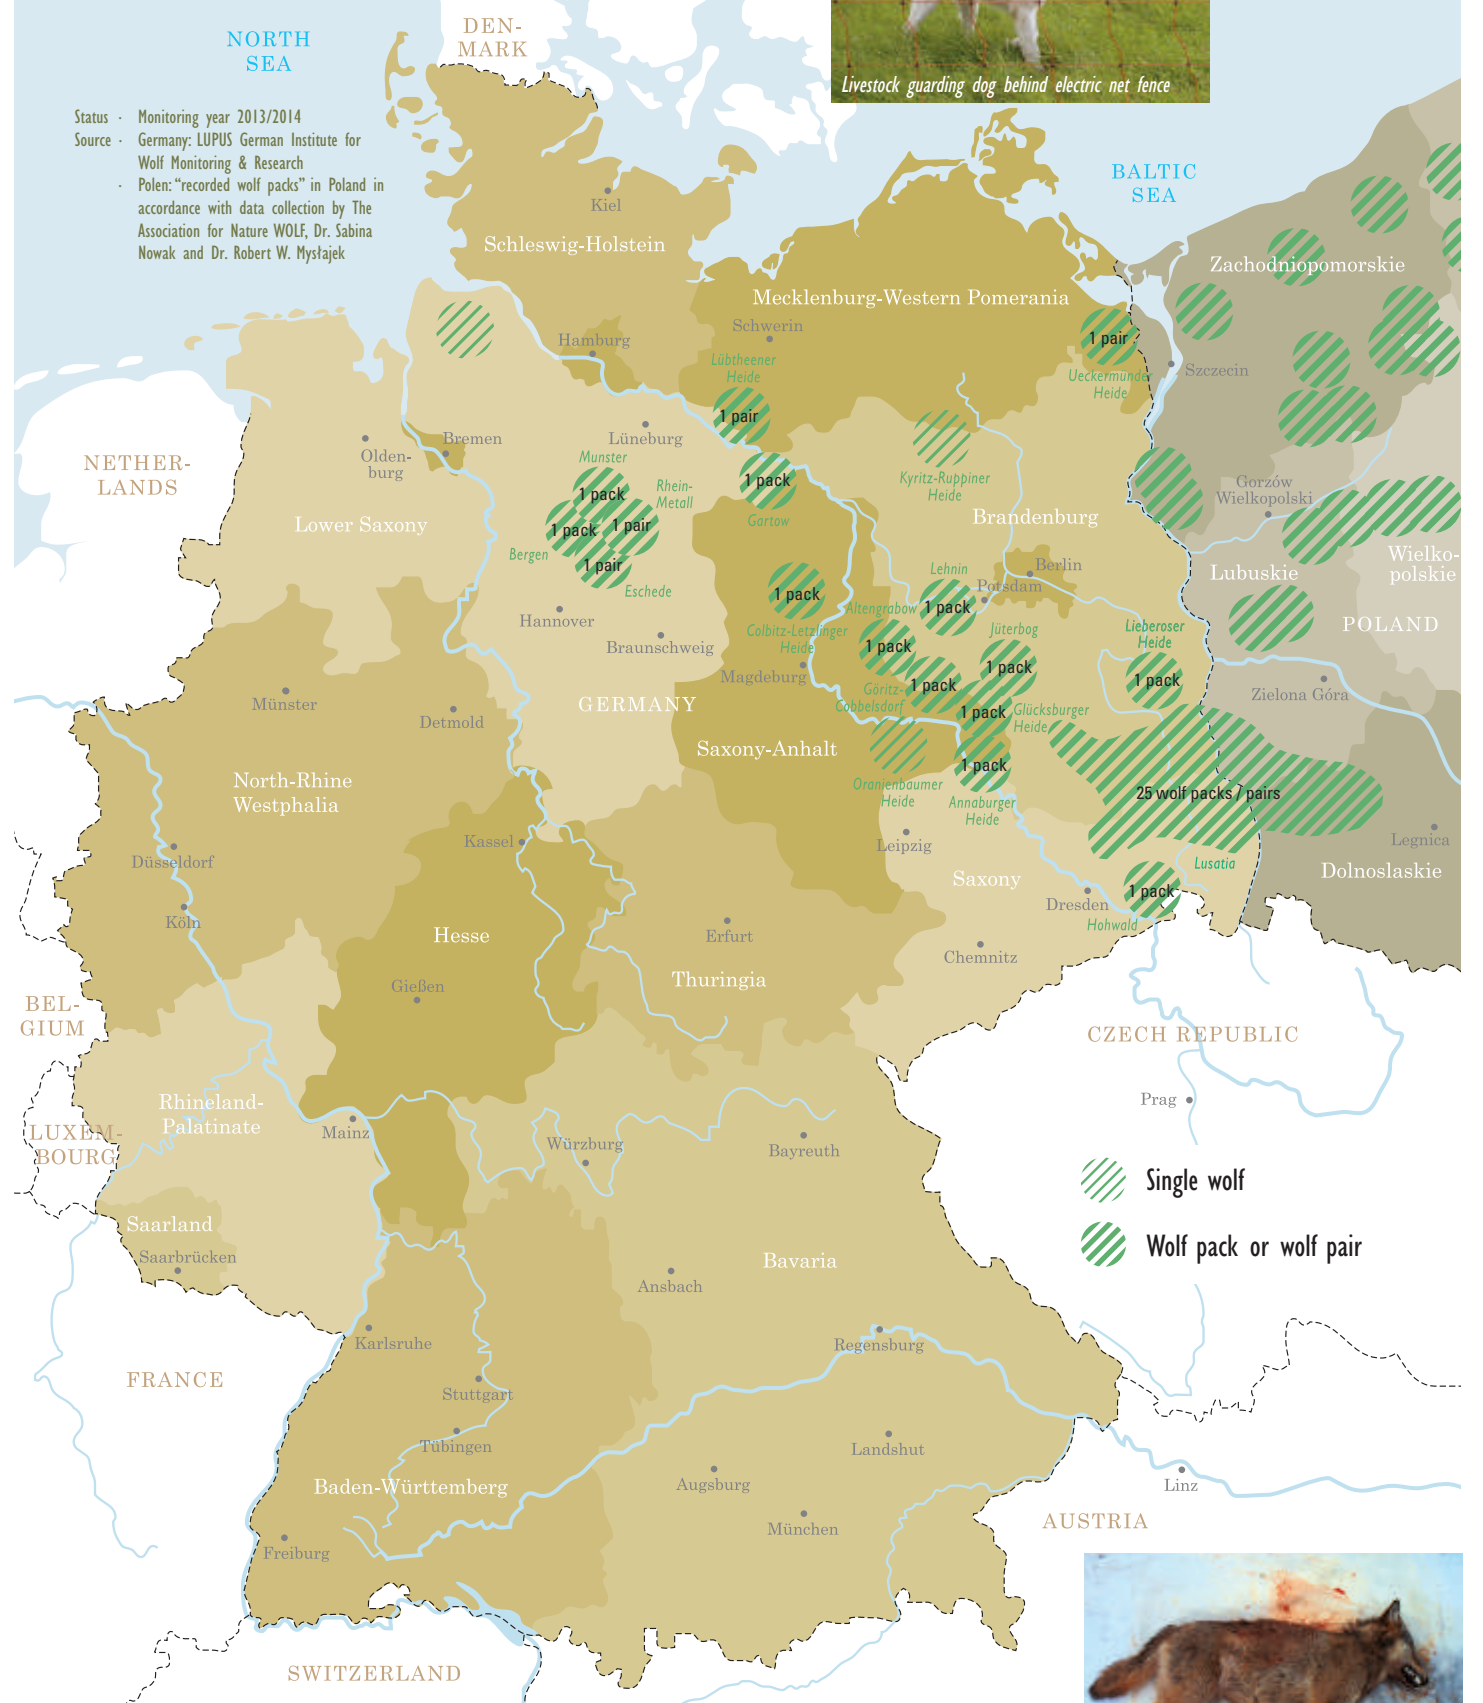 DEN-
MARK
NORTH
SEA
Livestock guarding dog behind electric net fence
Status · Monitoring year 2013/2014
Source · Germany: LUPUS German Institute for
Wolf Monitoring & Research
· Polen: “recorded wolf packs” in Poland in
accordance with data collection by The
Association for Nature WOLF, Dr. Sabina
Nowak and Dr. Robert W. Mysłajek
BALTIC
SEA
Kiel
Schleswig-Holstein
Zachodniopomorskie
Mecklenburg-Western Pomerania
Schwerin
Hamburg
1 pair
Lübtheener
Heide
Ueckermünder
Heide
Szczecin
1 pair
Lüneburg
Bremen
Olden-
burg
NETHER-
LANDS
Munster
1 pack
Rhein-
Metall
1 pack
Gartow
Kyritz-Ruppiner
Heide
Gorzów
Wielkopolski
Lower Saxony
1 pack
1 pair
Brandenburg
Bergen
1 pair
Eschede
Wielko-
polskie
Lubuskie
Berlin
Lehnin
Potsdam
1 pack
Colbitz-Letzlinger
Heide
Altengrabow
1 pack
Hannover
Braunschweig
POLAND
Lieberoser
Heide
Jüterbog
1 pack
1 pack
1 pack
Magdeburg
Göritz-
Cobbelsdorf
1 pack
Zielona Góra
Münster
GERMANY
Detmold
1 pack
Glücksburger
Heide
Saxony-Anhalt
1 pack
North-Rhine
Westphalia
Oranienbaumer
Heide
Annaburger
Heide
25 wolf packs / pairs
Kassel
Leipzig
Legnica
Düsseldorf
Lusatia
Dolnoslaskie
Saxony
1 pack
Dresden
Hohwald
Köln
Hesse
Erfurt
Chemnitz
Thuringia
Gießen
BEL-
GIUM
CZECH REPUBLIC
Rhineland-
Palatinate
Prag
LUXEM-
BOURG
Mainz
Würzburg
Bayreuth
Single wolf
Saarland
Saarbrücken
Wolf pack or wolf pair
Bavaria
Ansbach
Karlsruhe
Regensburg
FRANCE
Stuttgart
Tübingen
Landshut
Baden-Württemberg
Augsburg
Linz
München
AUSTRIA
Freiburg
SWITZERLAND